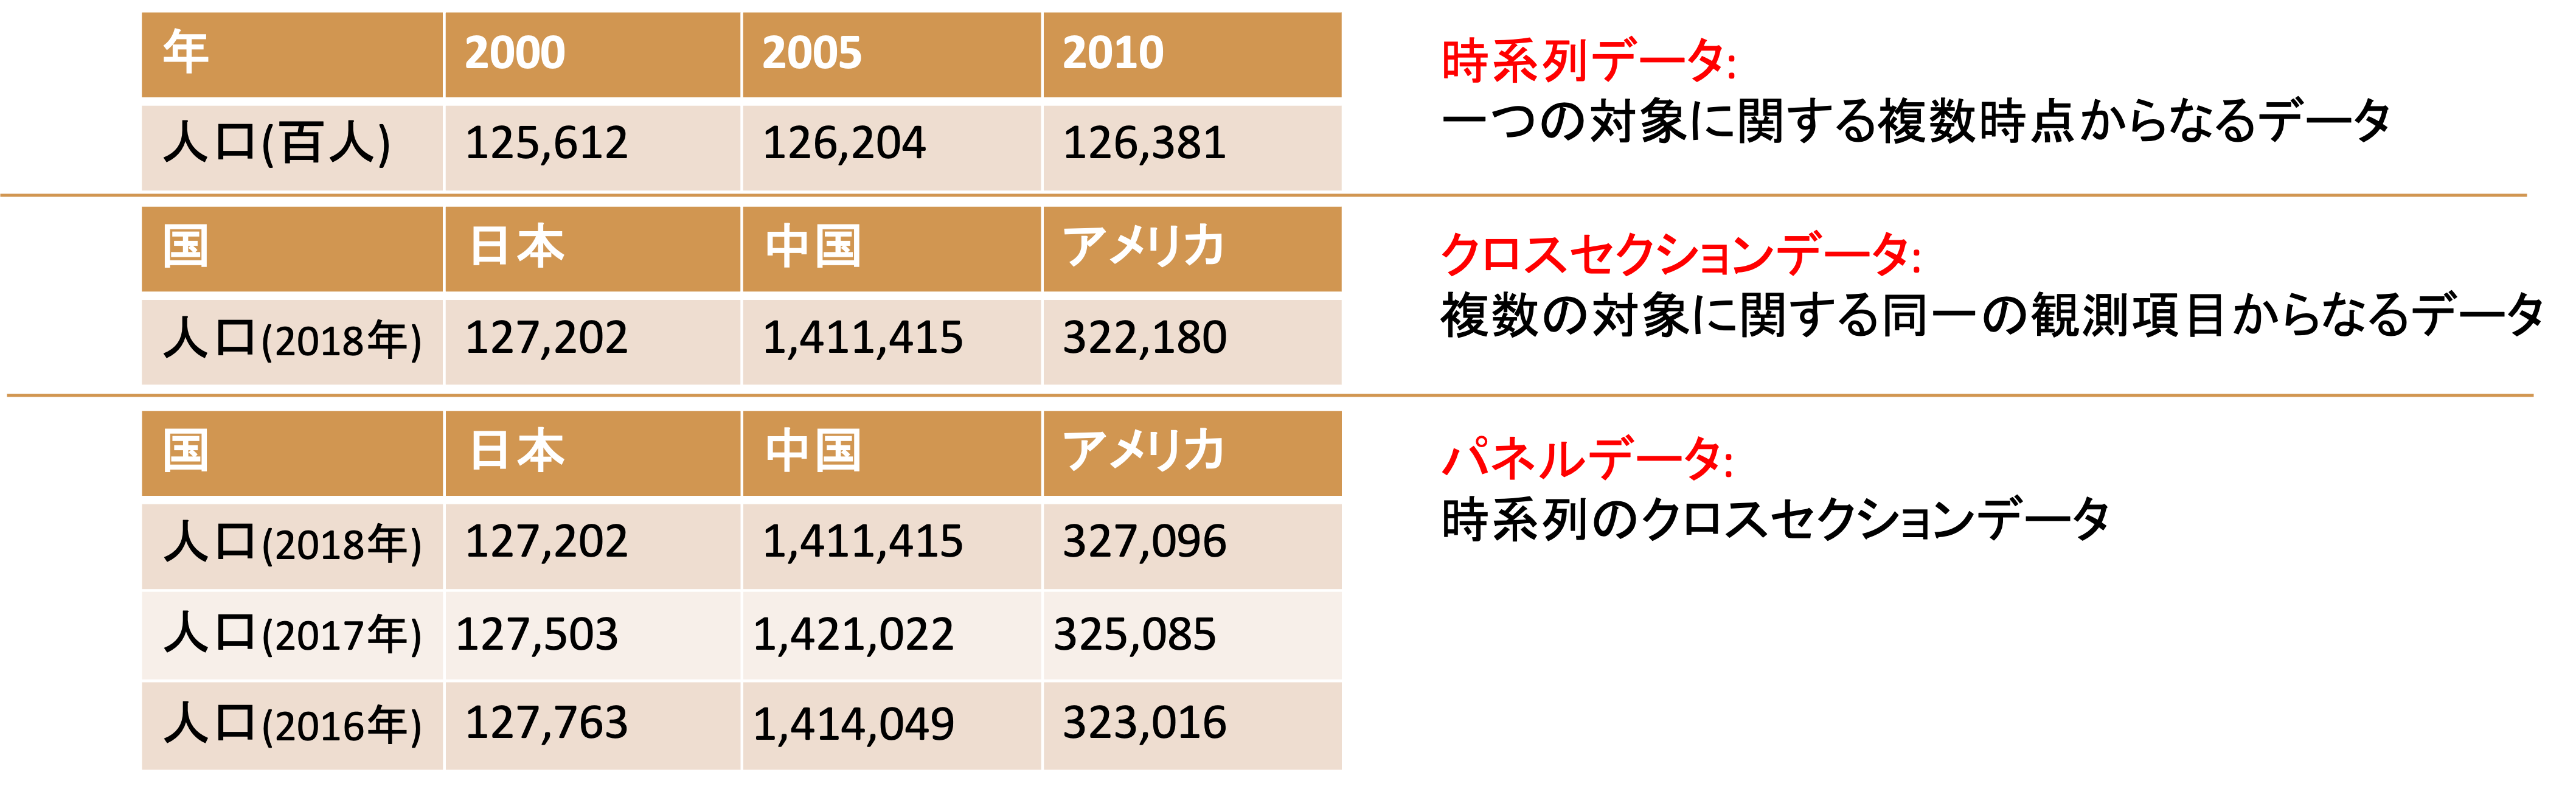 年 2000 2005 2010
人口(百人) 125,612 126,204 126,381
時系列データ:
一つの対象に関する複数時点からなるデータ
国 日本 中国 アメリカ
人口(2018年) 127,202 1,411,415 322,180
クロスセクションデータ:
複数の対象に関する同一の観測項目からなるデータ
国 日本 中国 アメリカ
人口(2018年) 127,202 1,411,415 327,096
人口(2017年) 127,503 1,421,022 325,085
人口(2016年) 127,763 1,414,049 323,016
パネルデータ:
時系列のクロスセクションデータ